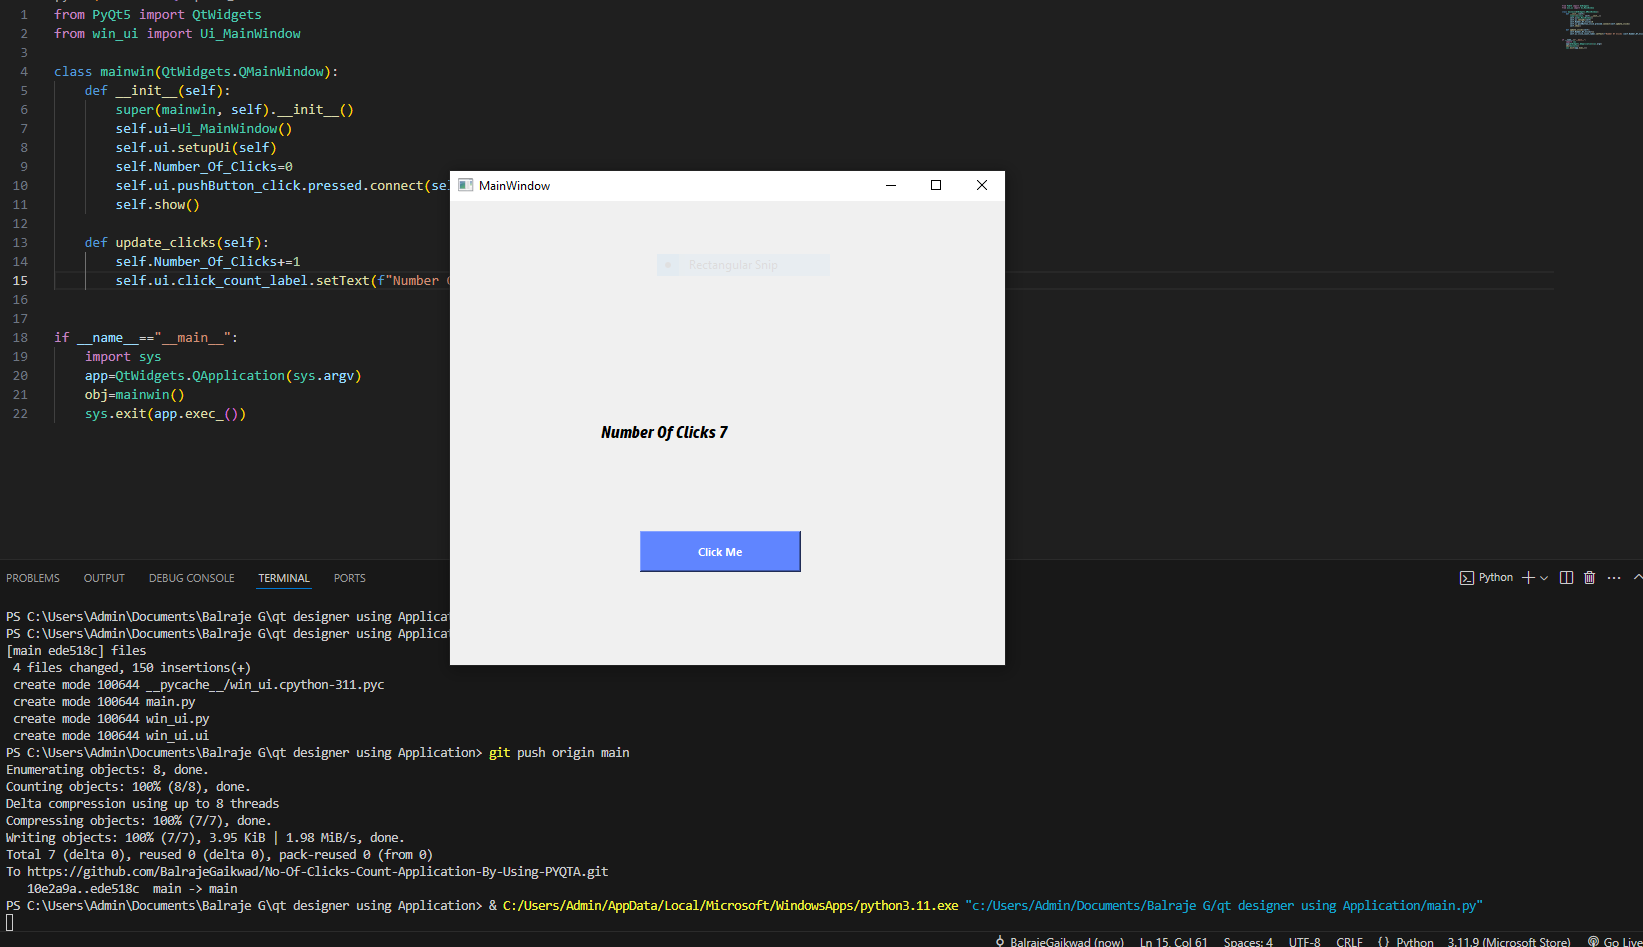 1 from PyQt5 import QtWidgets
2 from win_ui import Ui_MainWindow
3
4 class mainwin(QtWidgets.QMainWindow):
5 def __init__(self):
6 super(mainwin, self).__init__()
7 self.ui=Ui_MainWindow()
8 self.ui.setupUi(self)
9 self.Number_Of_Clicks=0
10 self.ui.pushButton_click.pressed.connect(se
11 self.show()
12
13 def update_clicks(self):
14 self.Number_Of_Clicks+=1
15 self.ui.click_count_label.setText(f"Number
16
17
18 if __name__=="__main__":
19 import sys
20 app=QtWidgets.QApplication(sys.argv)
21 obj=mainwin()
22 sys.exit(app.exec_())
MainWindow
Rectangular Snip
Number Of Clicks 7
Click Me
PROBLEMS OUTPUT DEBUG CONSOLE TERMINAL PORTS
Python
PS C:\Users\Admin\Documents\Balraje G\qt designer using Applica
PS C:\Users\Admin\Documents\Balraje G\qt designer using Applica
[main ede518c] files
4 files changed, 150 insertions(+)
create mode 100644 __pycache__/win_ui.cpython-311.pyc
create mode 100644 main.py
create mode 100644 win_ui.py
create mode 100644 win_ui.ui
PS C:\Users\Admin\Documents\Balraje G\qt designer using Application> git push origin main
Enumerating objects: 8, done.
Counting objects: 100% (8/8), done.
Delta compression using up to 8 threads
Compressing objects: 100% (7/7), done.
Writing objects: 100% (7/7), 3.95 KiB | 1.98 MiB/s, done.
Total 7 (delta 0), reused 0 (delta 0), pack-reused 0 (from 0)
To https://github.com/BalrajeGaikwad/No-Of-Clicks-Count-Application-By-Using-PYQTA.git
10e2a9a..ede518c main -> main
PS C:\Users\Admin\Documents\Balraje G\qt designer using Application> & C:/Users/Admin/AppData/Local/Microsoft/WindowsApps/python3.11.exe "c:/Users/Admin/Documents/Balraje G/qt designer using Application/main.py"
BalrajeGaikwad (now) Ln 15, Col 61 Spaces: 4 UTF-8 CRLF {} Python 3.11.9 (Microsoft Store) Go Live